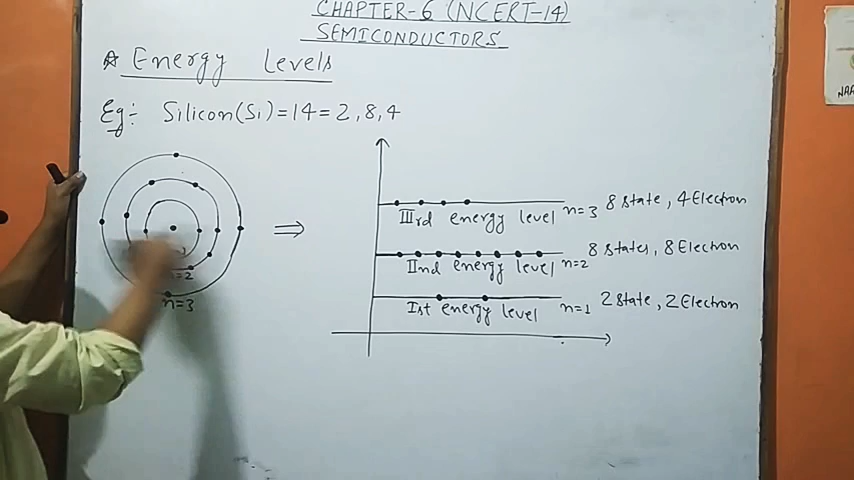 CHAPTER-6 (NCERT-14)
SEMICONDUCTORS
Energy Levels
Eg:- Silicon(Si)=14=2,8,4
n=2
n=3
IIIrd energy level n=3 8 state, 4 Electron
IInd energy level n=2 8 states, 8 Electron
Ist energy level n=1 2 State, 2 Electron